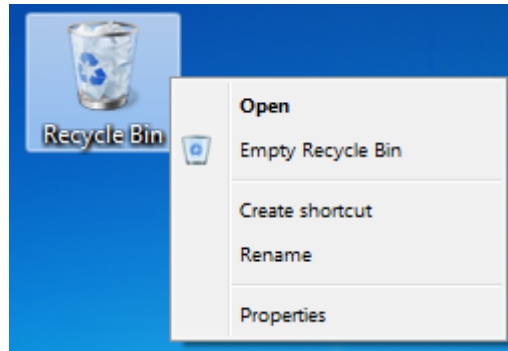 Recycle Bin
Open
Empty Recycle Bin
Create shortcut
Rename
Properties